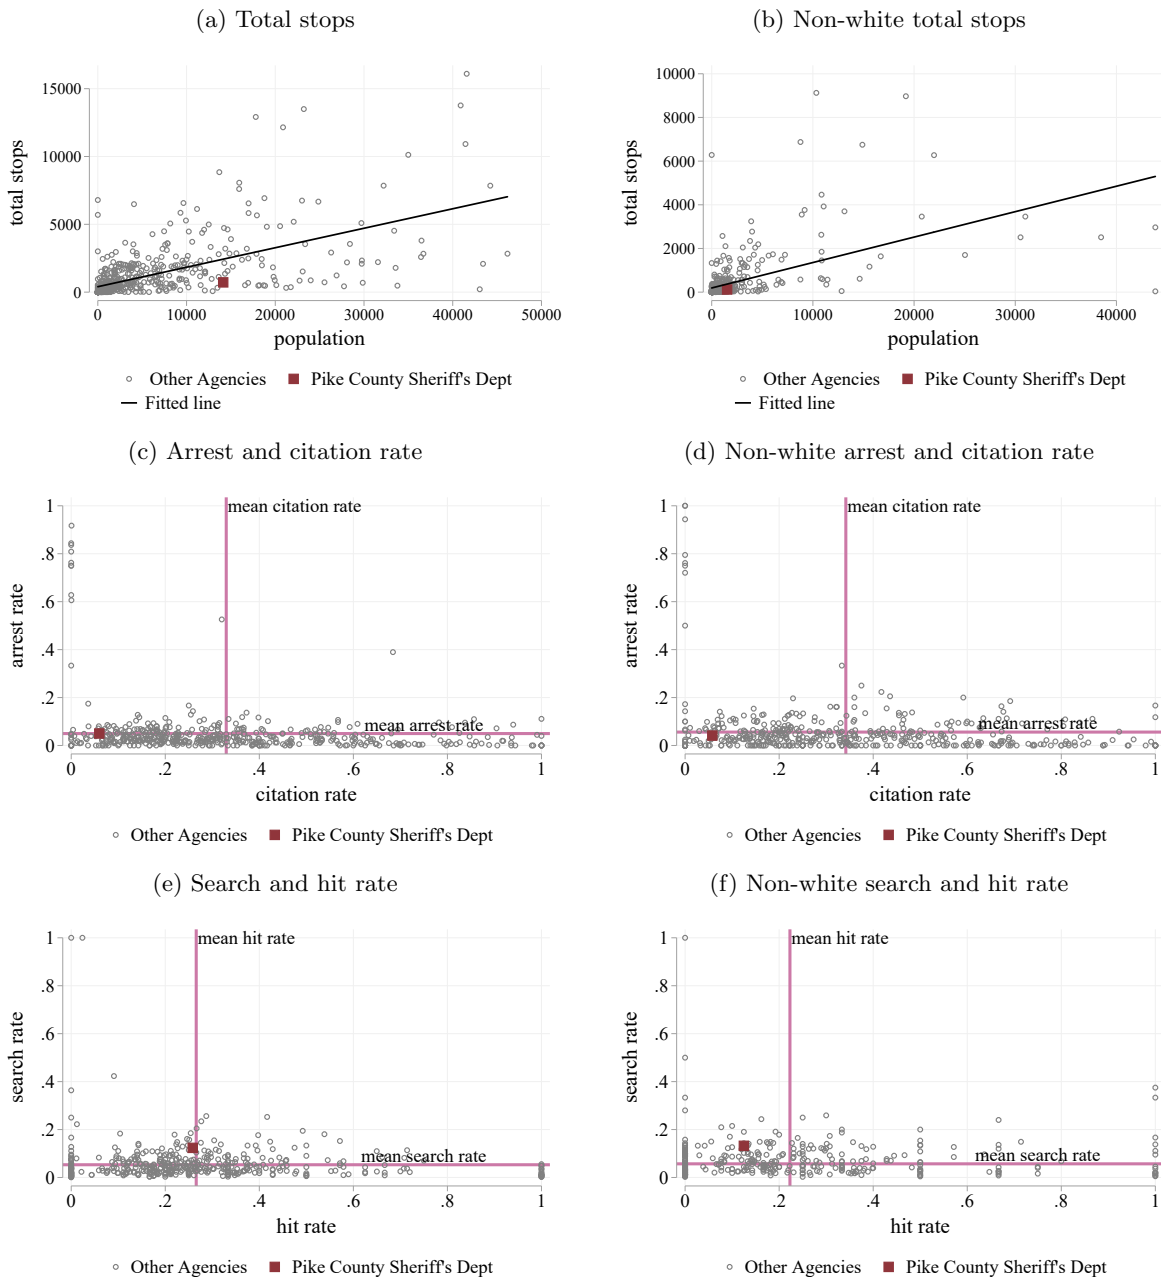 (a) Total stops
15000
10000
5000
0
total stops
0 10000 20000 30000 40000 50000
population
Other Agencies Pike County Sheriff's Dept
Fitted line
(b) Non-white total stops
10000
8000
6000
4000
2000
0
total stops
0 10000 20000 30000 40000
population
Other Agencies Pike County Sheriff's Dept
Fitted line
(c) Arrest and citation rate
1
.8
.6
.4
.2
0
arrest rate
mean citation rate
mean arrest rate
0 .2 .4 .6 .8 1
citation rate
Other Agencies Pike County Sheriff's Dept
(d) Non-white arrest and citation rate
1
.8
.6
.4
.2
0
arrest rate
mean citation rate
mean arrest rate
0 .2 .4 .6 .8 1
citation rate
Other Agencies Pike County Sheriff's Dept
(e) Search and hit rate
1
.8
.6
.4
.2
0
search rate
mean hit rate
mean search rate
0 .2 .4 .6 .8 1
hit rate
Other Agencies Pike County Sheriff's Dept
(f) Non-white search and hit rate
1
.8
.6
.4
.2
0
search rate
mean hit rate
mean search rate
0 .2 .4 .6 .8 1
hit rate
Other Agencies Pike County Sheriff's Dept